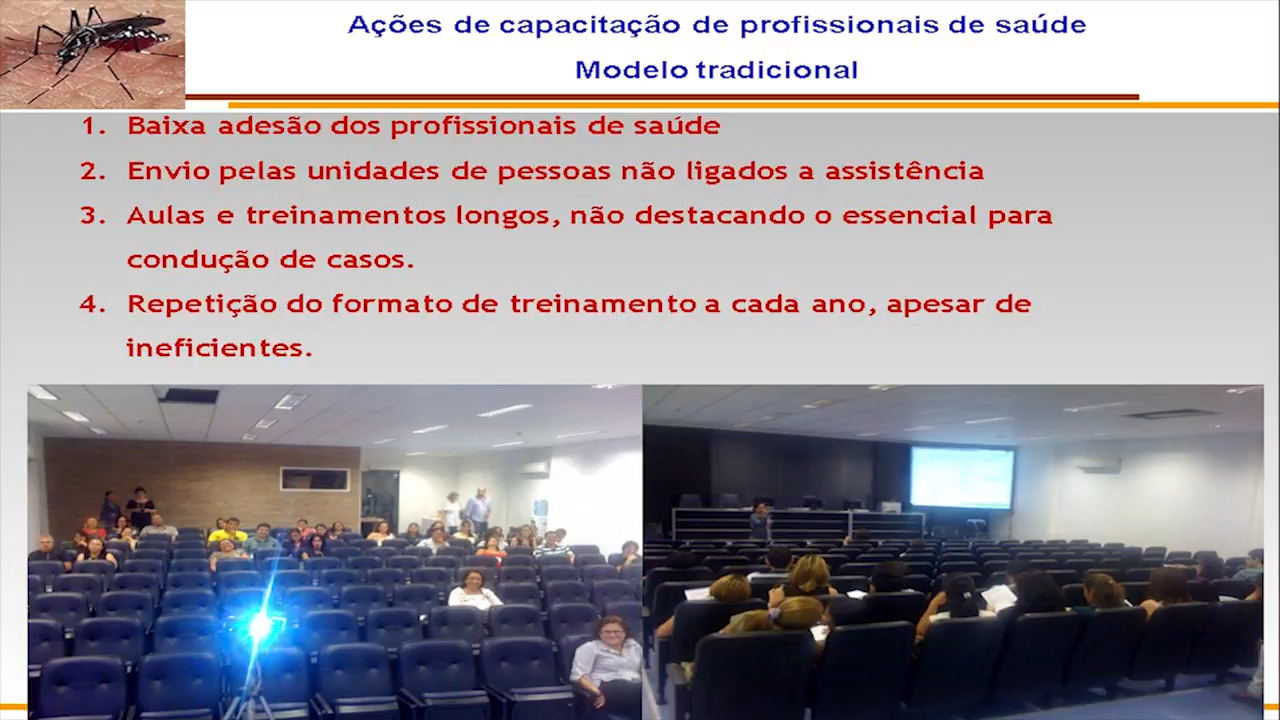 Ações de capacitação de profissionais de saúde
Modelo tradicional
1. Baixa adesão dos profissionais de saúde
2. Envio pelas unidades de pessoas não ligados a assistência
3. Aulas e treinamentos longos, não destacando o essencial para
condução de casos.
4. Repetição do formato de treinamento a cada ano, apesar de
ineficientes.